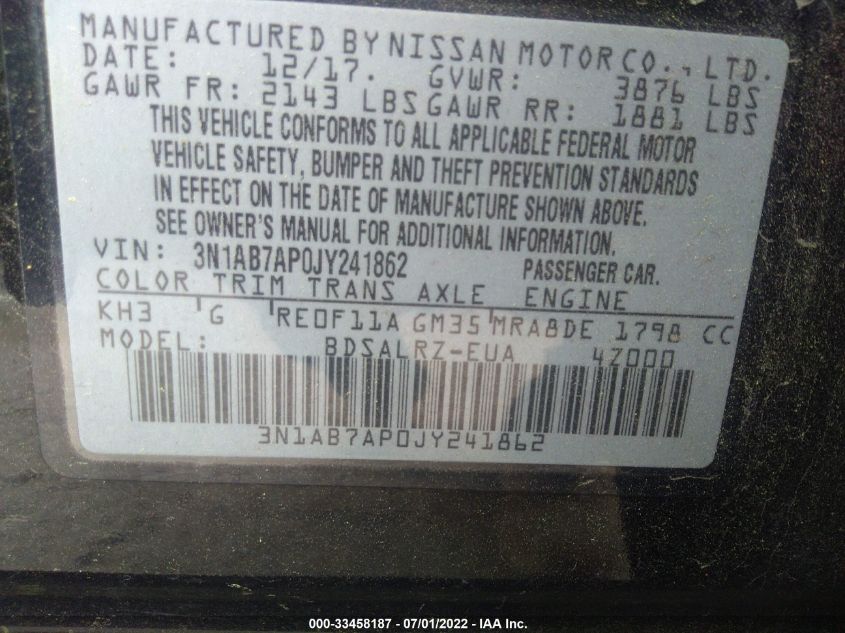 MANUFACTURED BY NISSAN MOTOR CO., LTD.
DATE: 12/17. GVWR: 3876 LBS
GAWR FR: 2143 LBS GAWR RR: 1881 LBS
THIS VEHICLE CONFORMS TO ALL APPLICABLE FEDERAL MOTOR
VEHICLE SAFETY, BUMPER AND THEFT PREVENTION STANDARDS
IN EFFECT ON THE DATE OF MANUFACTURE SHOWN ABOVE.
SEE OWNER'S MANUAL FOR ADDITIONAL INFORMATION.
VIN: 3N1AB7AP0JY241862 PASSENGER CAR.
COLOR TRIM TRANS AXLE ENGINE
KH3 G RE0F11A GM35 MRA8DE 1798 CC
MODEL: BDSALRZ-EUA 4Z000
3N1AB7AP0JY241862
000-33458187 - 07/01/2022 - IAA Inc.